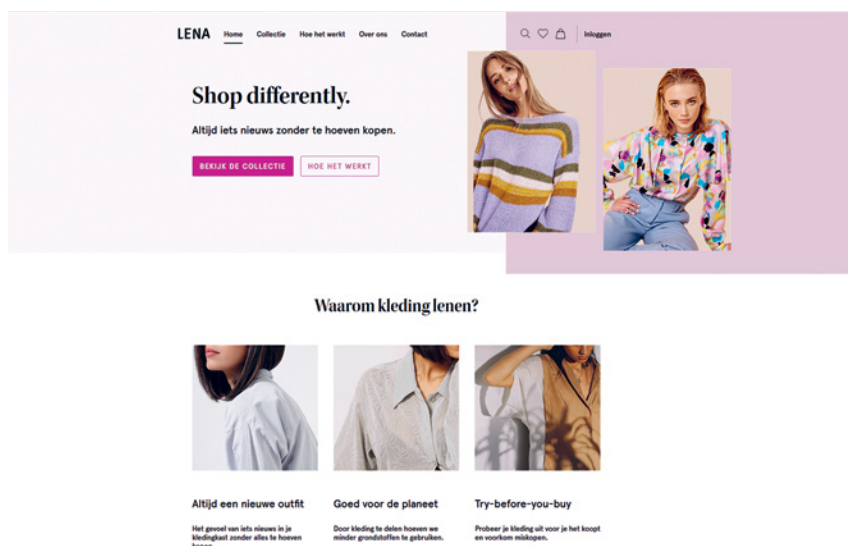 LENA Home Collectie Hoe het werkt Over ons Contact Inloggen
Shop differently.
Altijd iets nieuws zonder te hoeven kopen.
BEKIJK DE COLLECTIE HOE HET WERKT
Waarom kleding lenen?
Altijd een nieuwe outfit
Het gevoel van iets nieuws in je
kledingkast zonder alles te hoeven
kopen.
Goed voor de planeet
Door kleding te delen hoeven we
minder grondstoffen te gebruiken.
Try-before-you-buy
Probeer je kleding uit voor je het koopt
en voorkom miskopen.